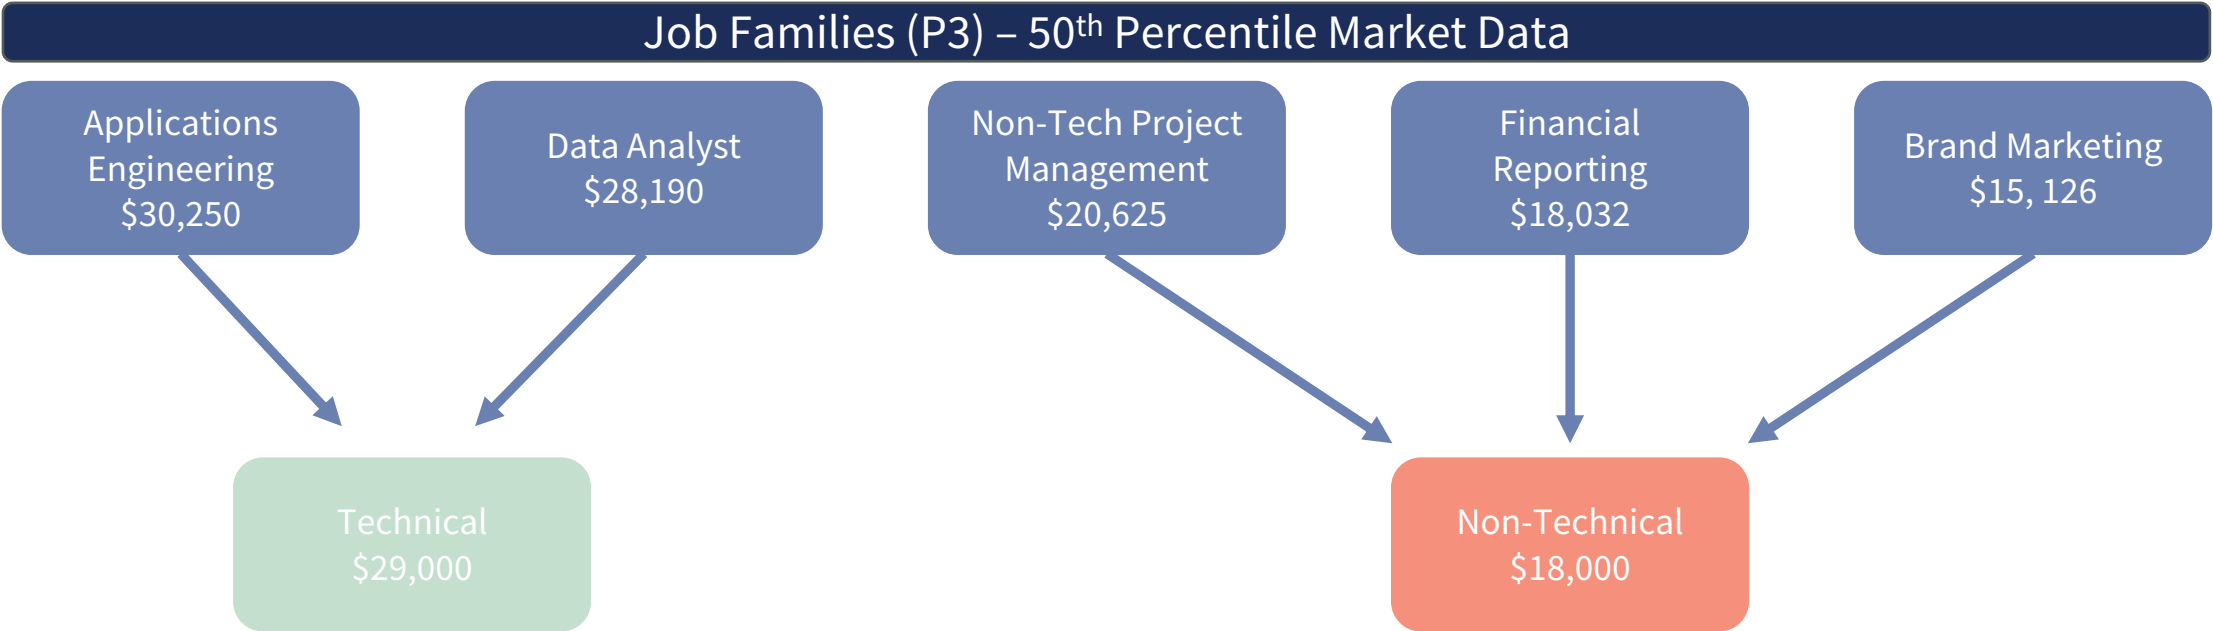 Job Families (P3) – 50th Percentile Market Data
Applications
Engineering
$30,250
Data Analyst
$28,190
Non-Tech Project
Management
$20,625
Financial
Reporting
$18,032
Brand Marketing
$15, 126
Technical
$29,000
Non-Technical
$18,000